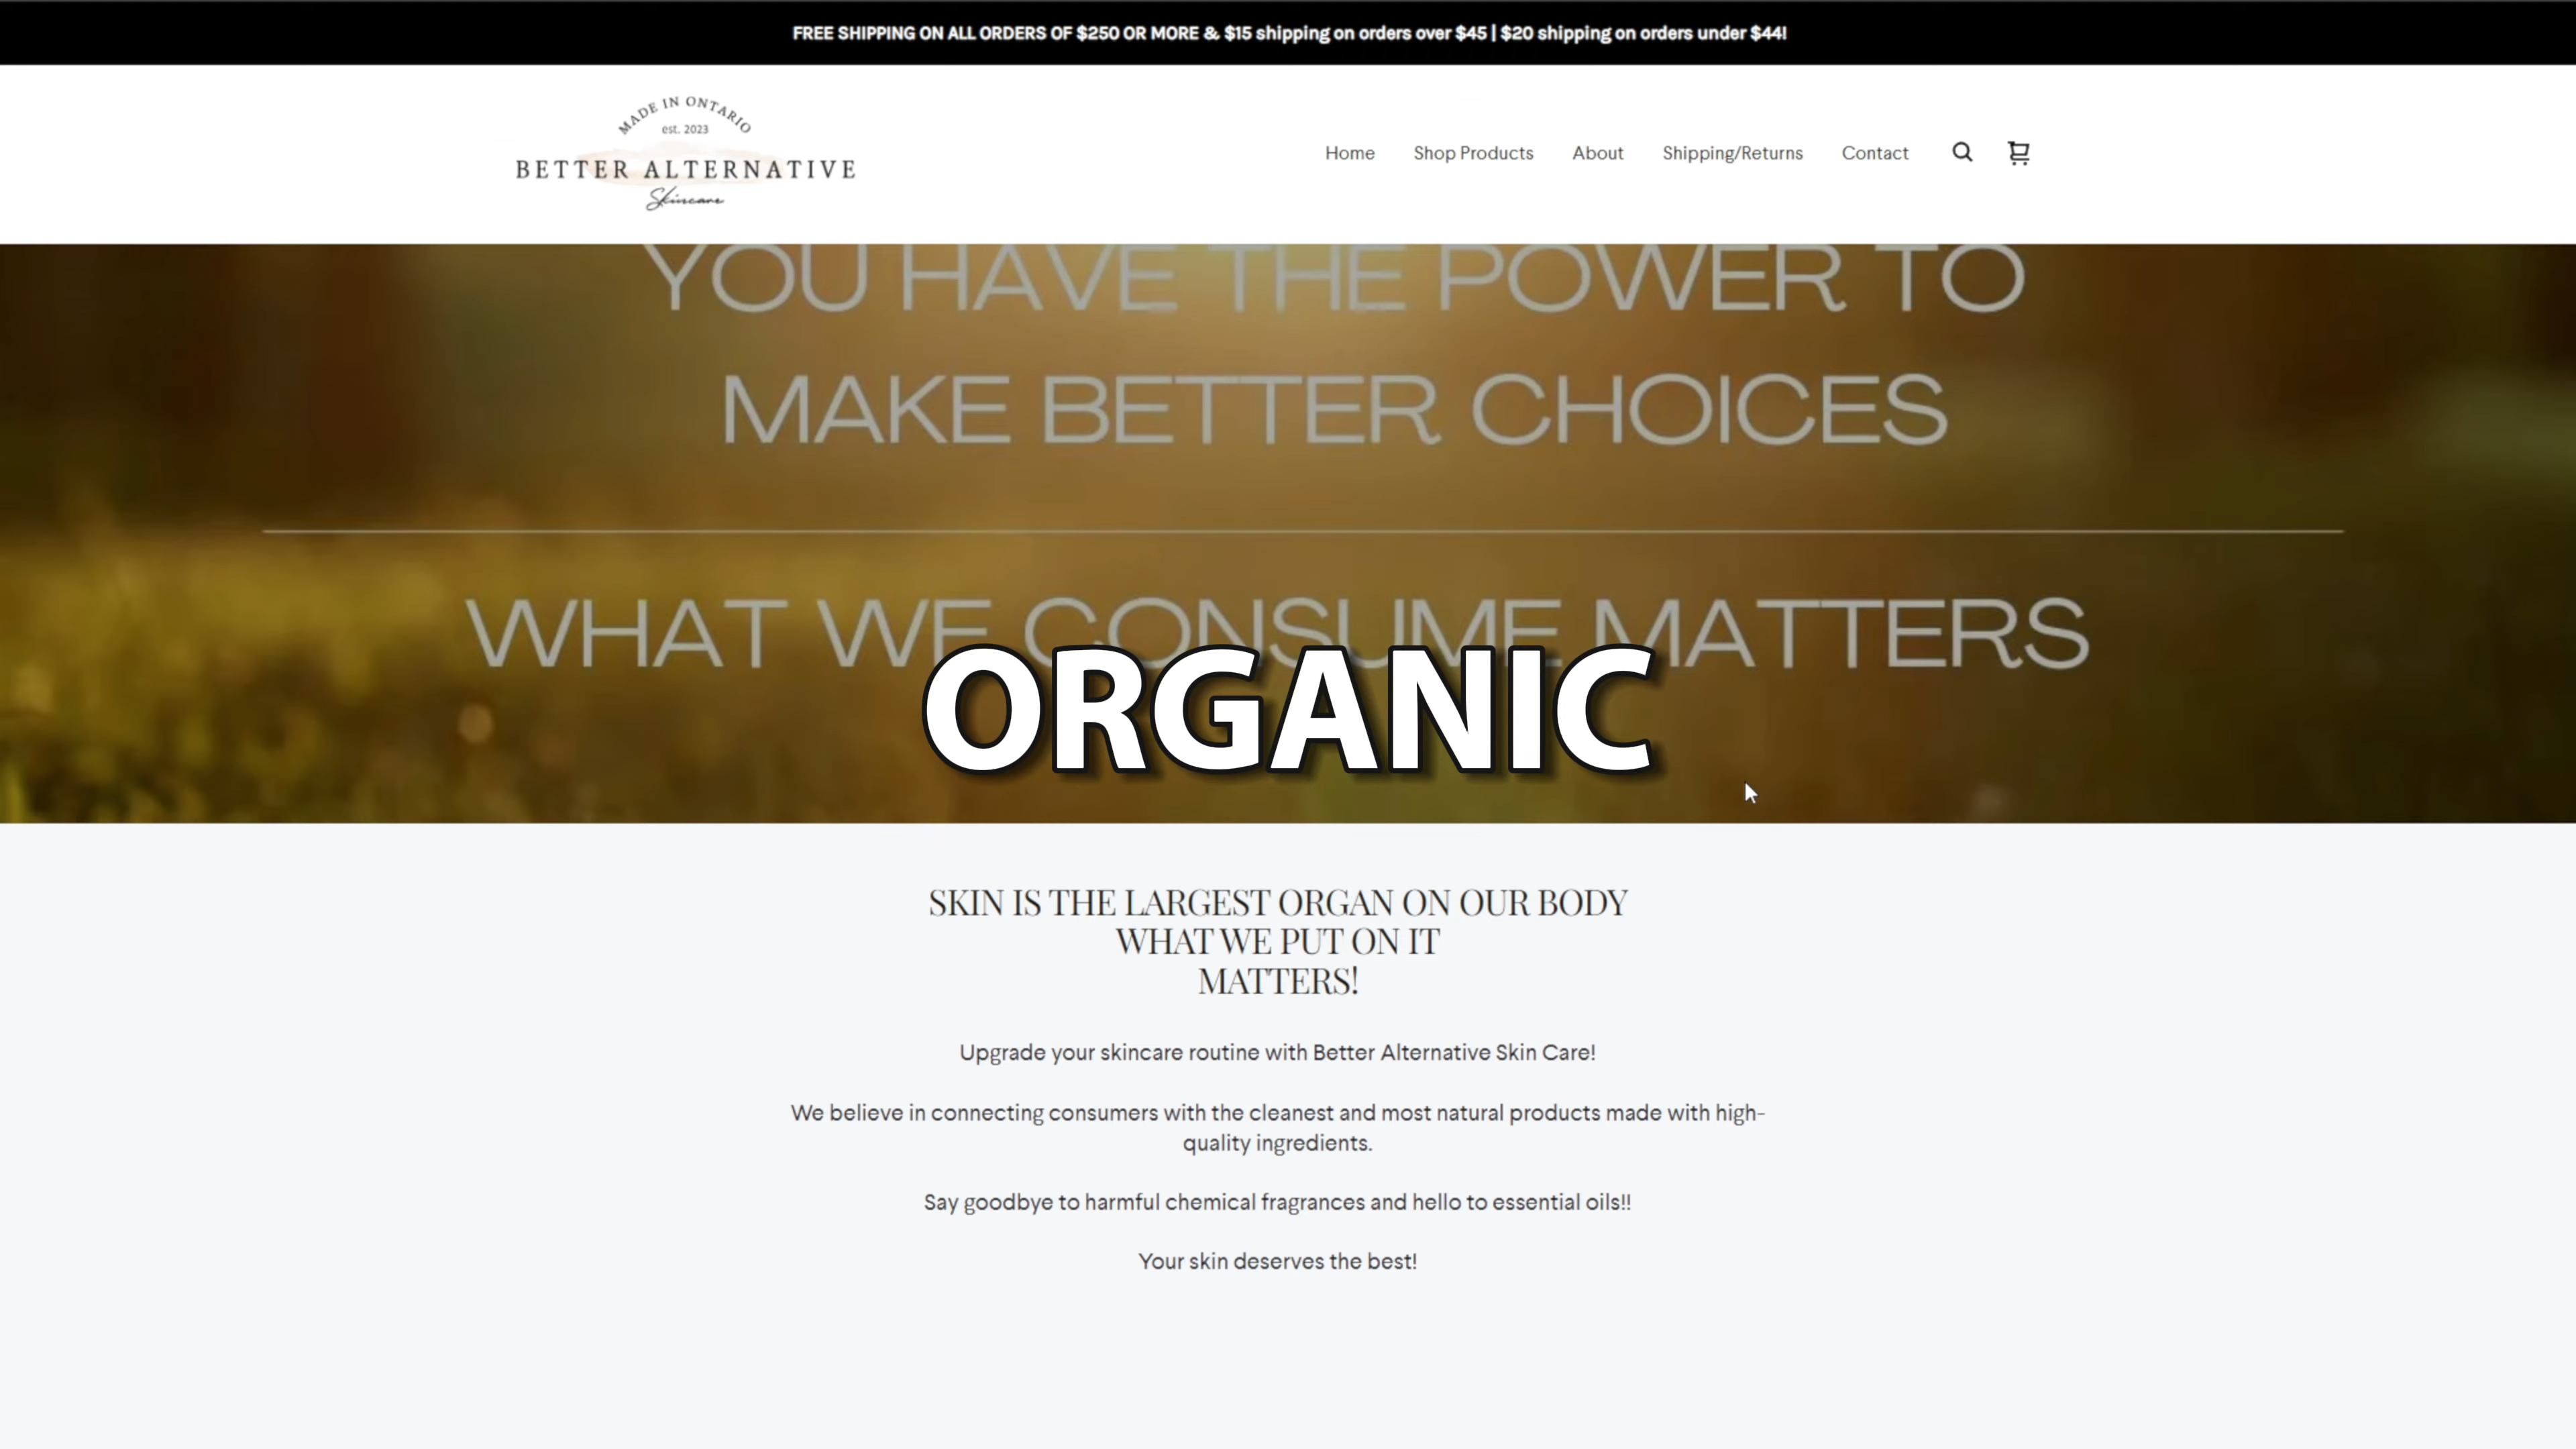 FREE SHIPPING ON ALL ORDERS OF $250 OR MORE & $15 shipping on orders over $45 | $20 shipping on orders under $44!
MADE IN ONTARIO
est. 2023
BETTER ALTERNATIVE
Skincare
Home Shop Products About Shipping/Returns Contact
YOU HAVE THE POWER TO
MAKE BETTER CHOICES
WHAT WE CONSUME MATTERS
ORGANIC
SKIN IS THE LARGEST ORGAN ON OUR BODY
WHAT WE PUT ON IT
MATTERS!
Upgrade your skincare routine with Better Alternative Skin Care!
We believe in connecting consumers with the cleanest and most natural products made with high-
quality ingredients.
Say goodbye to harmful chemical fragrances and hello to essential oils!!
Your skin deserves the best!